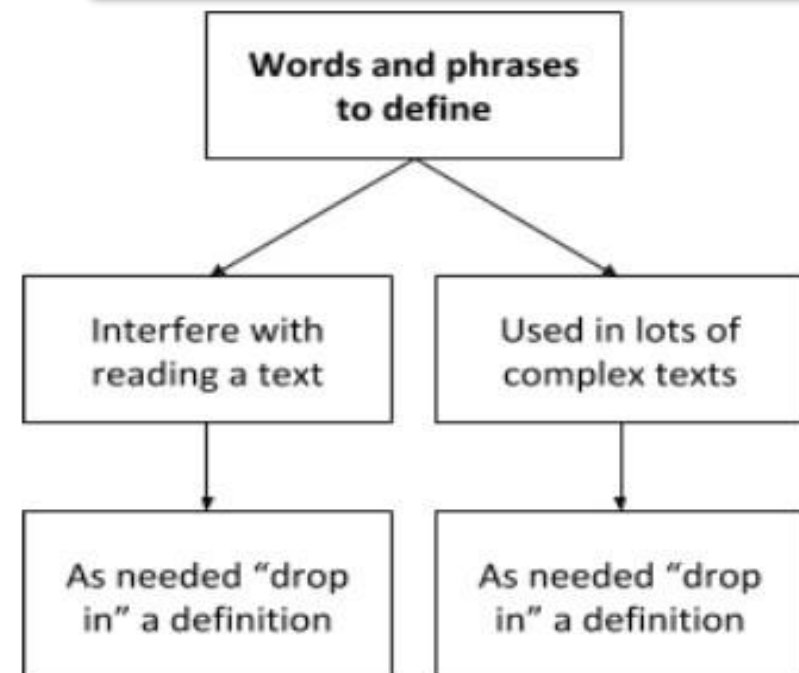 Words and phrases
to define
Interfere with
reading a text
Used in lots of
complex texts
As needed “drop
in” a definition
As needed “drop
in” a definition